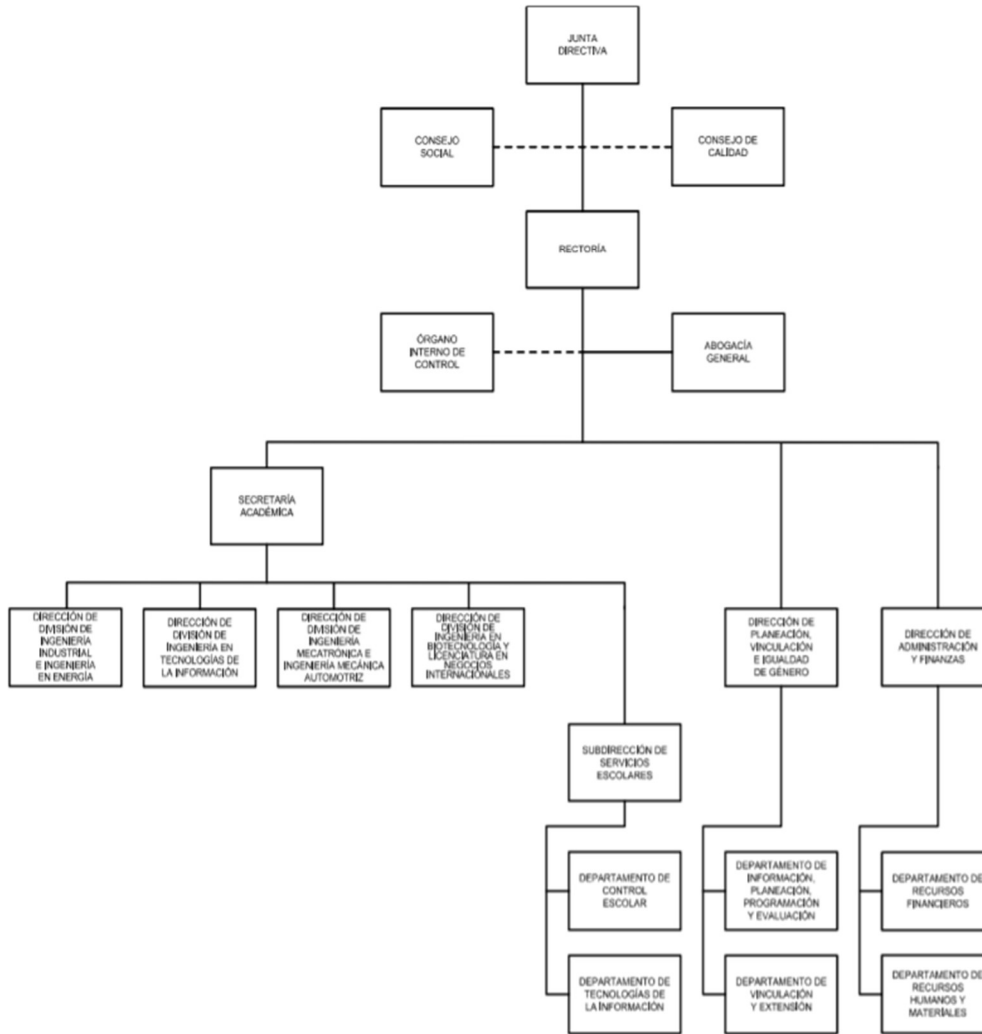 JUNTA
DIRECTIVA
CONSEJO
SOCIAL
CONSEJO DE
CALIDAD
RECTORÍA
ÓRGANO
INTERNO DE
CONTROL
ABOGACÍA
GENERAL
SECRETARÍA
ACADÉMICA
DIRECCIÓN DE
DIVISIÓN DE
INGENIERÍA
INDUSTRIAL
E INGENIERÍA
EN ENERGÍA
DIRECCIÓN DE
DIVISIÓN DE
INGENIERÍA EN
TECNOLOGÍAS DE
LA INFORMACIÓN
DIRECCIÓN DE
DIVISIÓN DE
INGENIERÍA
MECATRÓNICA E
INGENIERÍA MECÁNICA
AUTOMOTRIZ
DIRECCIÓN DE
DIVISIÓN DE
INGENIERÍA EN
BIOTECNOLOGÍA Y
LICENCIATURA EN
NEGOCIOS
INTERNACIONALES
DIRECCIÓN DE
PLANEACIÓN,
VINCULACIÓN
E IGUALDAD
DE GÉNERO
DIRECCIÓN DE
ADMINISTRACIÓN
Y FINANZAS
SUBDIRECCIÓN DE
SERVICIOS
ESCOLARES
DEPARTAMENTO DE
CONTROL
ESCOLAR
DEPARTAMENTO DE
INFORMACIÓN,
PLANEACIÓN,
PROGRAMACIÓN
Y EVALUACIÓN
DEPARTAMENTO DE
RECURSOS
FINANCIEROS
DEPARTAMENTO DE
TECNOLOGÍAS DE
LA INFORMACIÓN
DEPARTAMENTO DE
VINCULACIÓN
Y EXTENSIÓN
DEPARTAMENTO DE
RECURSOS
HUMANOS Y
MATERIALES